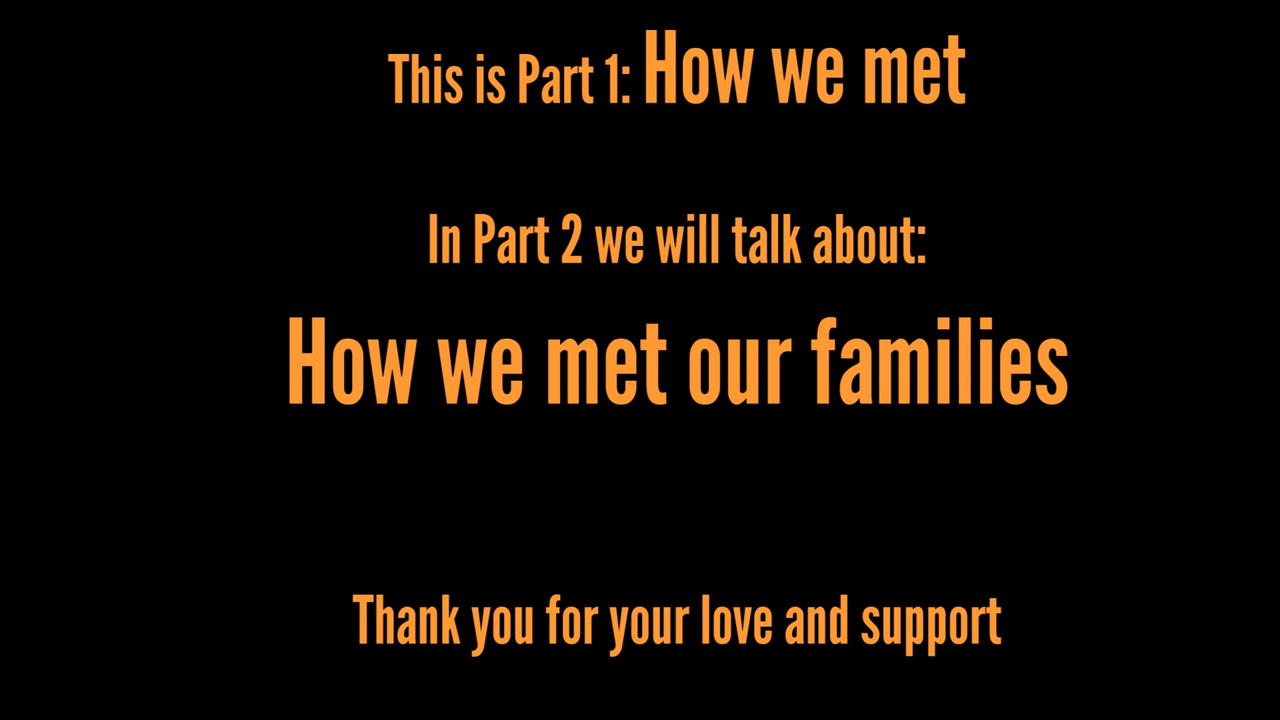 This is Part 1: How we met
In Part 2 we will talk about:
How we met our families
Thank you for your love and support